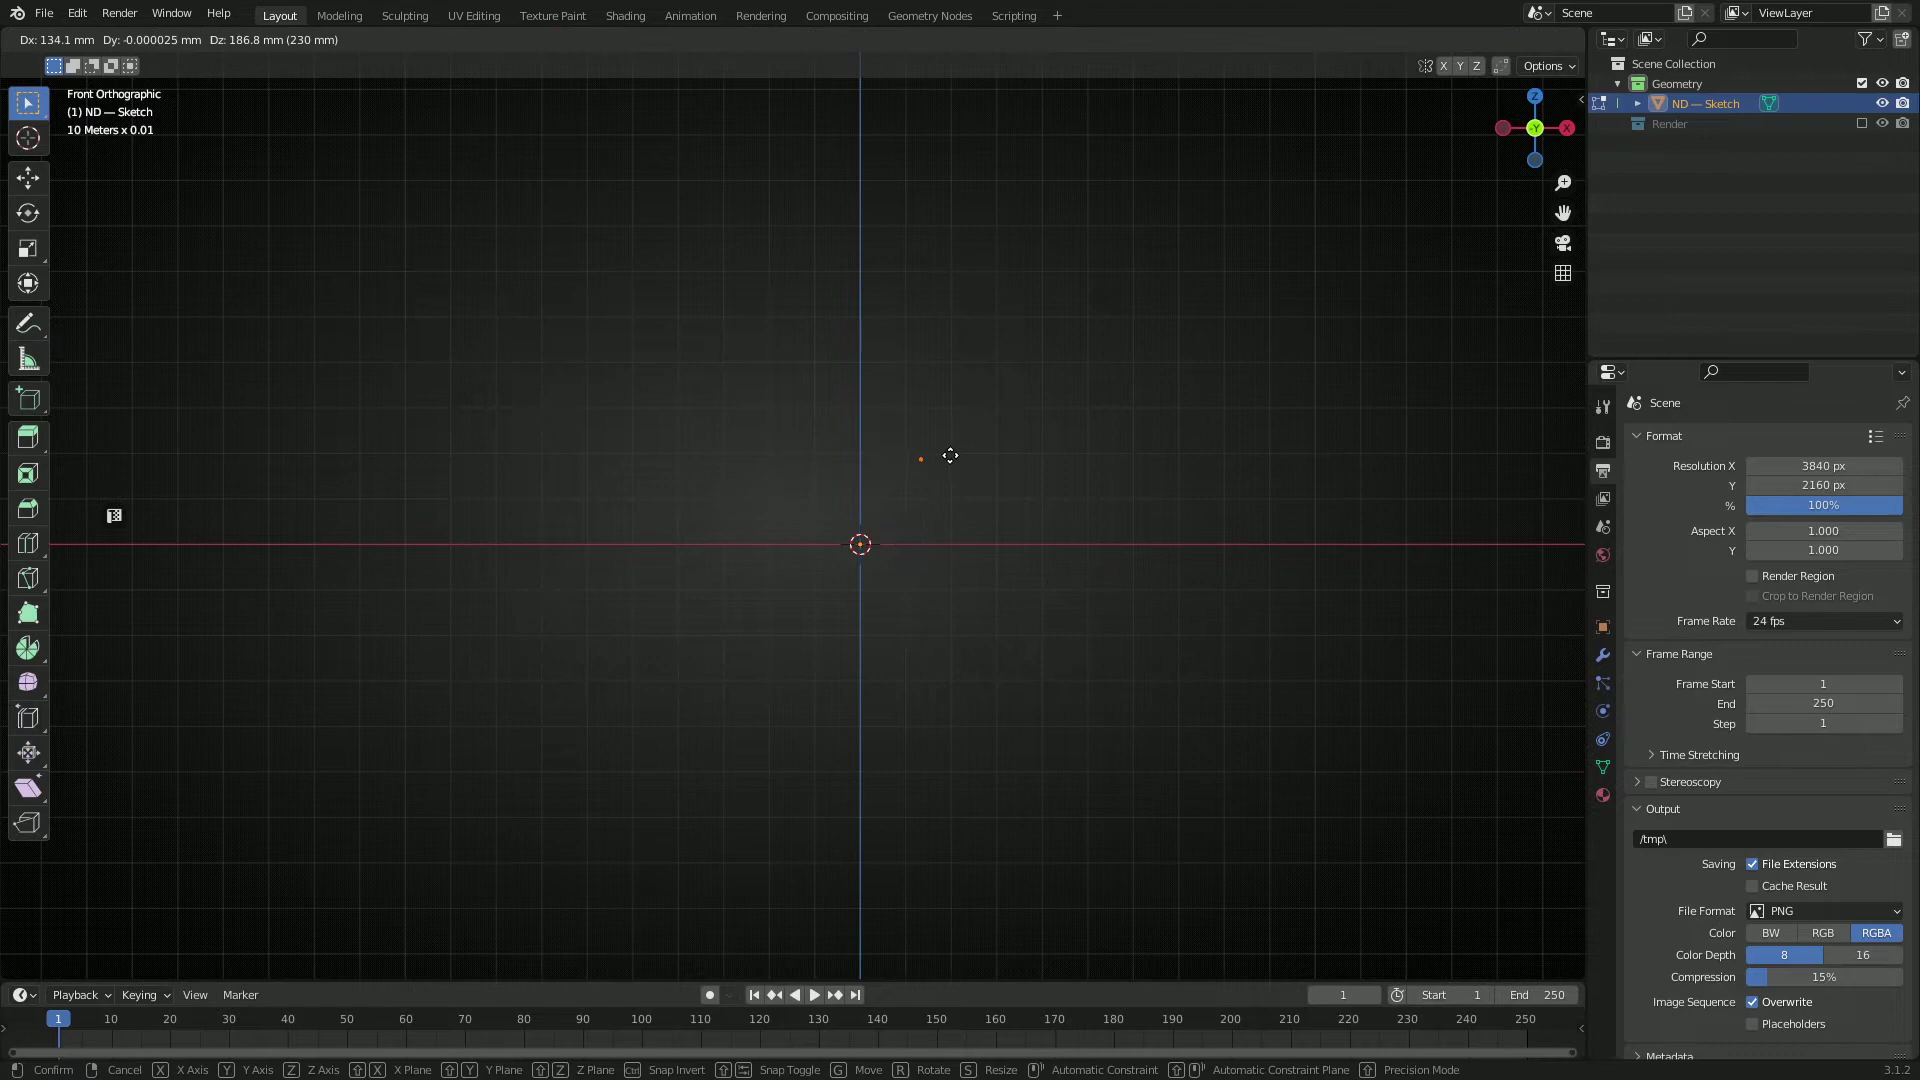 File Edit Render Window Help Layout Modeling Sculpting UV Editing Texture Paint Shading Animation Rendering Compositing Geometry Nodes Scripting + Scene ViewLayer
Dx: 134.1 mm Dy: -0.000025 mm Dz: 186.8 mm (230 mm)
X Y Z Options
Front Orthographic
(1) ND — Sketch
10 Meters x 0.01
Z
X
-Y
Scene Collection
Geometry
ND — Sketch
Render
Scene
Format
Resolution X 3840 px
Y 2160 px
% 100%
Aspect X 1.000
Y 1.000
Render Region
Crop to Render Region
Frame Rate 24 fps
Frame Range
Frame Start 1
End 250
Step 1
Time Stretching
Stereoscopy
Output
/tmp\
Saving File Extensions
Cache Result
File Format PNG
Color BW RGB RGBA
Color Depth 8 16
Compression 15%
Image Sequence Overwrite
Placeholders
Metadata
Playback Keying View Marker 1 Start 1 End 250
1 10 20 30 40 50 60 70 80 90 100 110 120 130 140 150 160 170 180 190 200 210 220 230 240 250
Confirm Cancel X X Axis Y Y Axis Z Z Axis X X Plane Y Y Plane Z Z Plane Ctrl Snap Invert Snap Toggle G Move R Rotate S Resize Automatic Constraint Automatic Constraint Plane Precision Mode 3.1.2